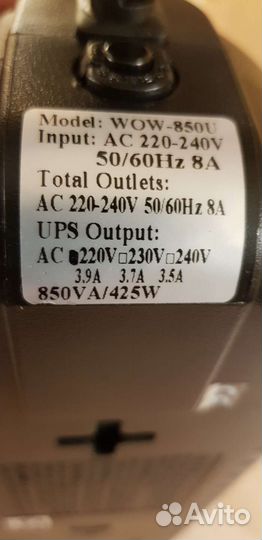 Model: WOW-850U
Input: AC 220-240V
50/60Hz 8A
Total Outlets:
AC 220-240V 50/60Hz 8A
UPS Output:
AC ■220V□230V□240V
3.9A 3.7A 3.5A
850VA/425W
Avito